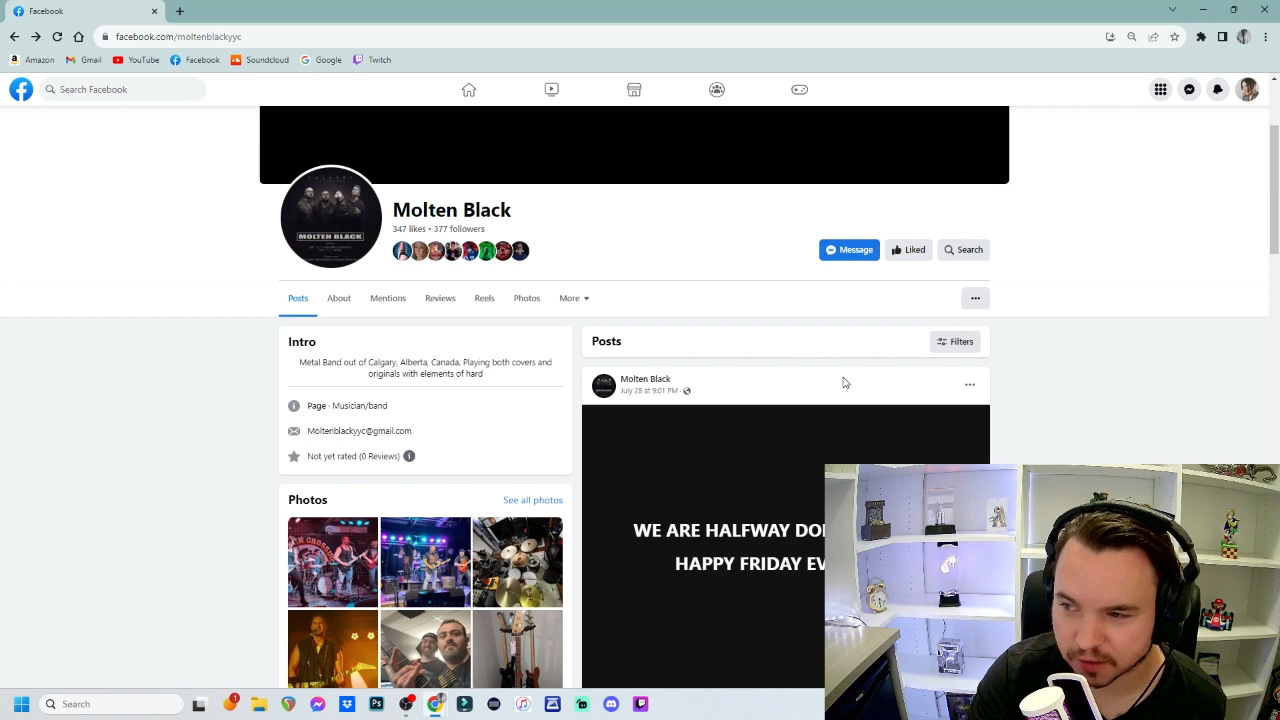 Facebook
facebook.com/moltenblackyyc
Amazon Gmail YouTube Facebook Soundcloud Google Twitch
Search Facebook
MOLTEN BLACK
Molten Black
347 likes • 377 followers
Message Liked Search
Posts About Mentions Reviews Reels Photos More
Intro
Metal Band out of Calgary, Alberta, Canada. Playing both covers and
originals with elements of hard
Page · Musician/band
Moltenblackyyc@gmail.com
Not yet rated (0 Reviews)
Photos
See all photos
Posts
Filters
Molten Black
July 28 at 9:01 PM ·
WE ARE HALFWAY DO
HAPPY FRIDAY EV
Search
1
Ps